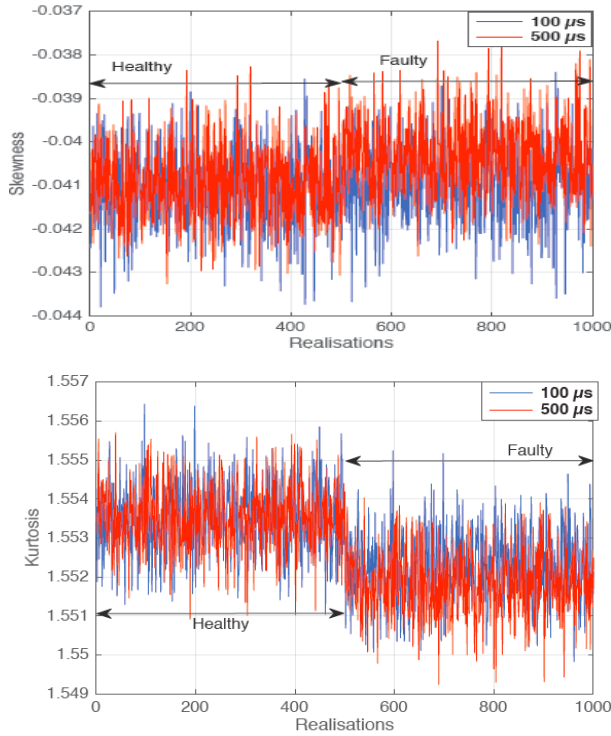 -0.037
-0.038
-0.039
-0.04
-0.041
-0.042
-0.043
-0.044
Skewness
100 µs
500 µs
Healthy
Faulty
0 200 400 600 800 1000
Realisations
1.557
1.556
1.555
1.554
1.553
1.552
1.551
1.55
1.549
Kurtosis
100 µs
500 µs
Faulty
Healthy
0 200 400 600 800 1000
Realisations